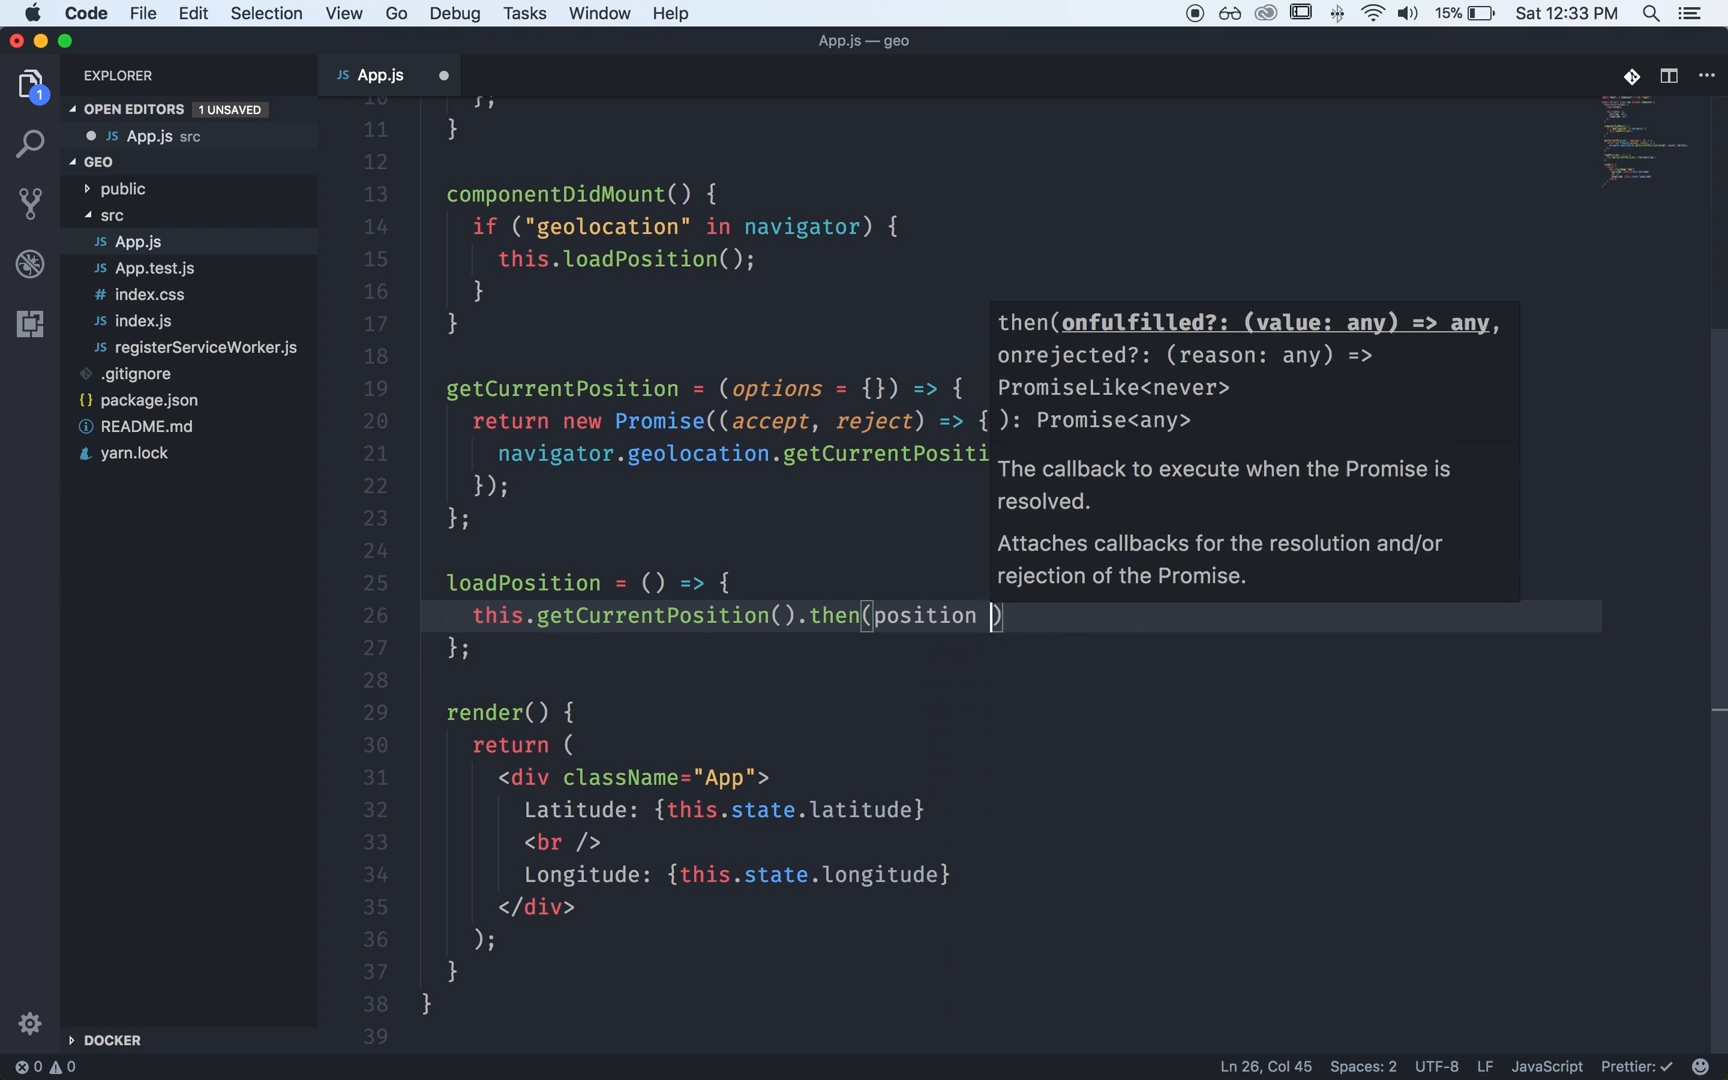 Code File Edit Selection View Go Debug Tasks Window Help 15% Sat 12:33 PM
App.js — geo
EXPLORER
OPEN EDITORS 1 UNSAVED
JS App.js src
GEO
public
src
JS App.js
JS App.test.js
# index.css
JS index.js
JS registerServiceWorker.js
.gitignore
{} package.json
README.md
yarn.lock
DOCKER
1
JS App.js
10 };
11 }
12
13 componentDidMount() {
14 if ("geolocation" in navigator) {
15 this.loadPosition();
16 }
17 }
18
19 getCurrentPosition = (options = {}) => {
20 return new Promise((accept, reject) => {
21 navigator.geolocation.getCurrentPositi
22 });
23 };
24
25 loadPosition = () => {
26 this.getCurrentPosition().then(position )
27 };
28
29 render() {
30 return (
31 <div className="App">
32 Latitude: {this.state.latitude}
33 <br />
34 Longitude: {this.state.longitude}
35 </div>
36 );
37 }
38 }
39
then(onfulfilled?: (value: any) => any,
onrejected?: (reason: any) =>
PromiseLike<never>
): Promise<any>
The callback to execute when the Promise is
resolved.
Attaches callbacks for the resolution and/or
rejection of the Promise.
0 0 Ln 26, Col 45 Spaces: 2 UTF-8 LF JavaScript Prettier: ✓